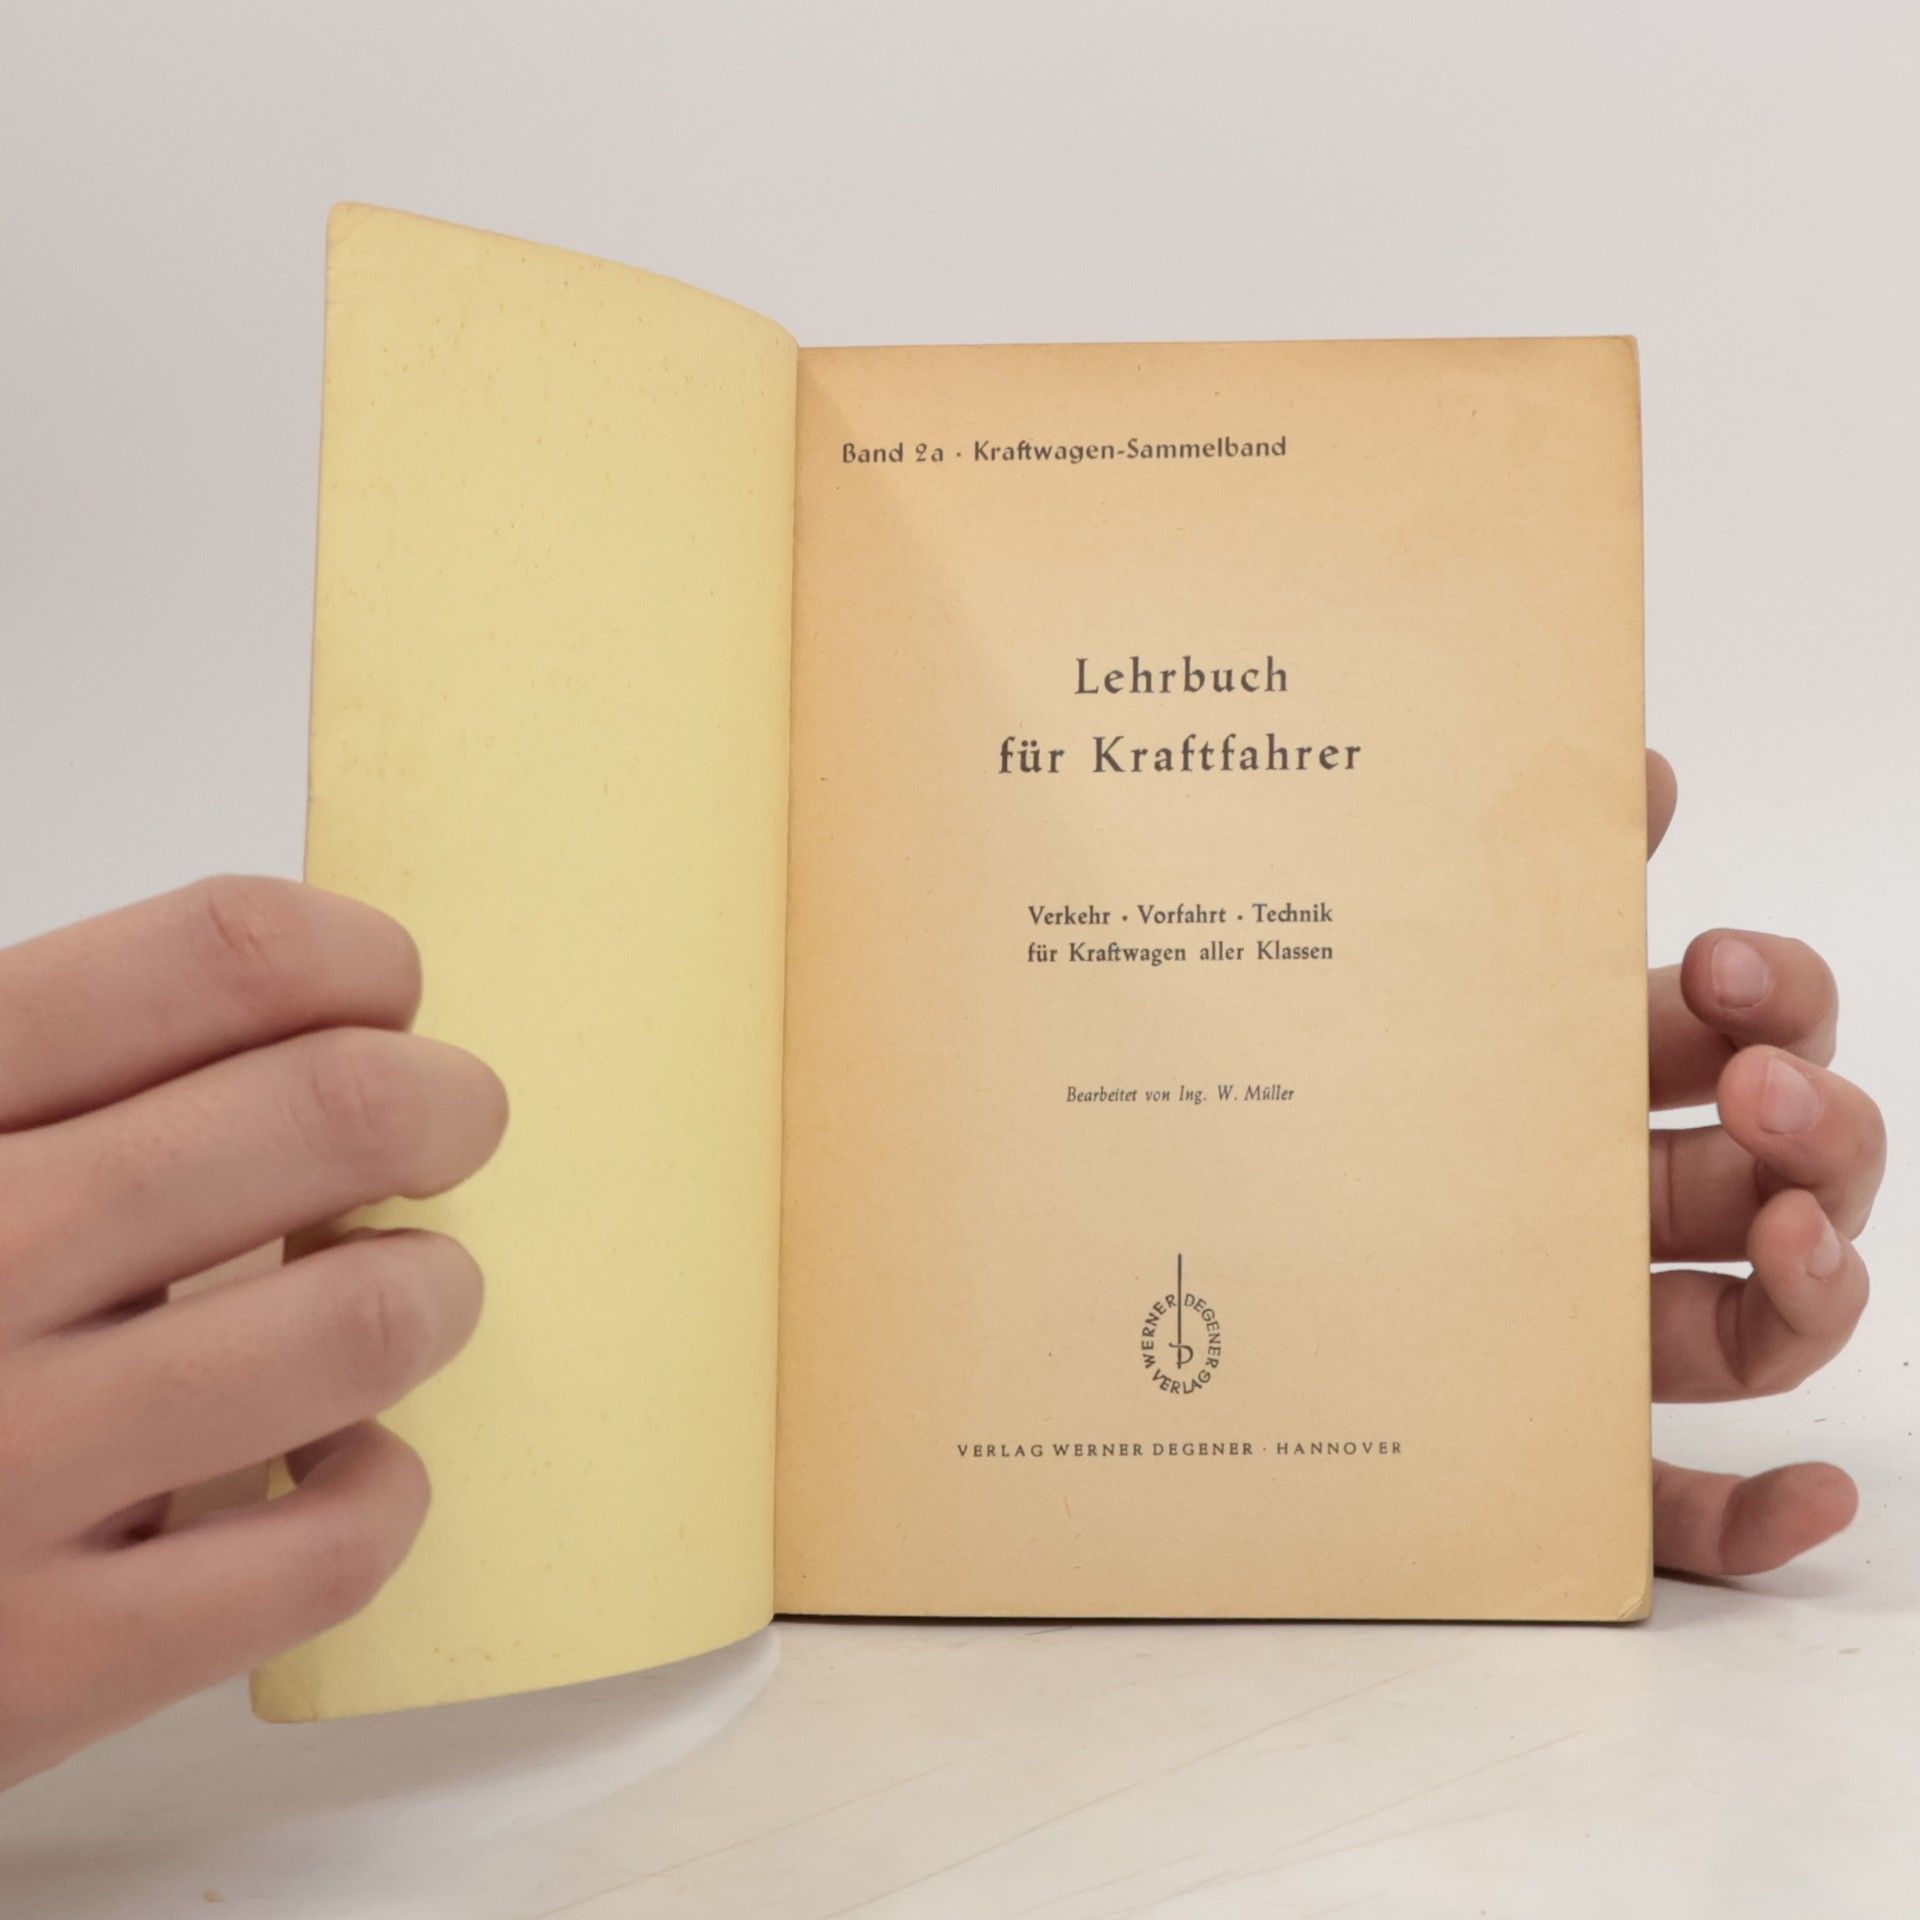 Band 2a · Kraftwagen-Sammelband
Lehrbuch
für Kraftfahrer
Verkehr · Vorfahrt · Technik
für Kraftwagen aller Klassen
Bearbeitet von Ing. W. Müller
WERNER DEGENER
VERLAG
VERLAG WERNER DEGENER · HANNOVER